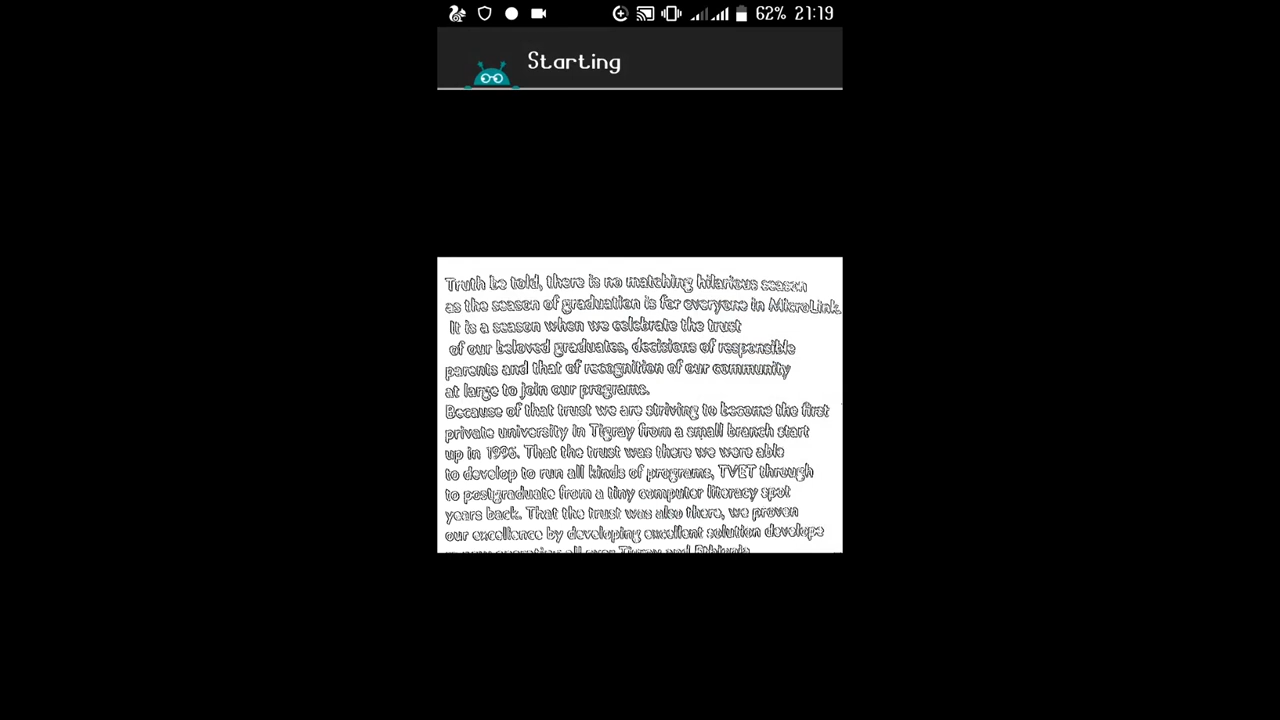 62% 21:19
Starting
Truth be told, there is no matching hilarious season
as the season of graduation is for everyone in MicroLink.
It is a season when we celebrate the trust
of our beloved graduates, decisions of responsible
parents and that of recognition of our community
at large to join our programs.
Because of that trust we are striving to become the first
private university in Tigray from a small branch start
up in 1996. That the trust was there we were able
to develop to run all kinds of programs, TVET through
to postgraduate from a tiny computer literacy spot
years back. That the trust was also there, we proven
our excellence by developing excellent solution develope
operating all over Tigray and Ethiopia